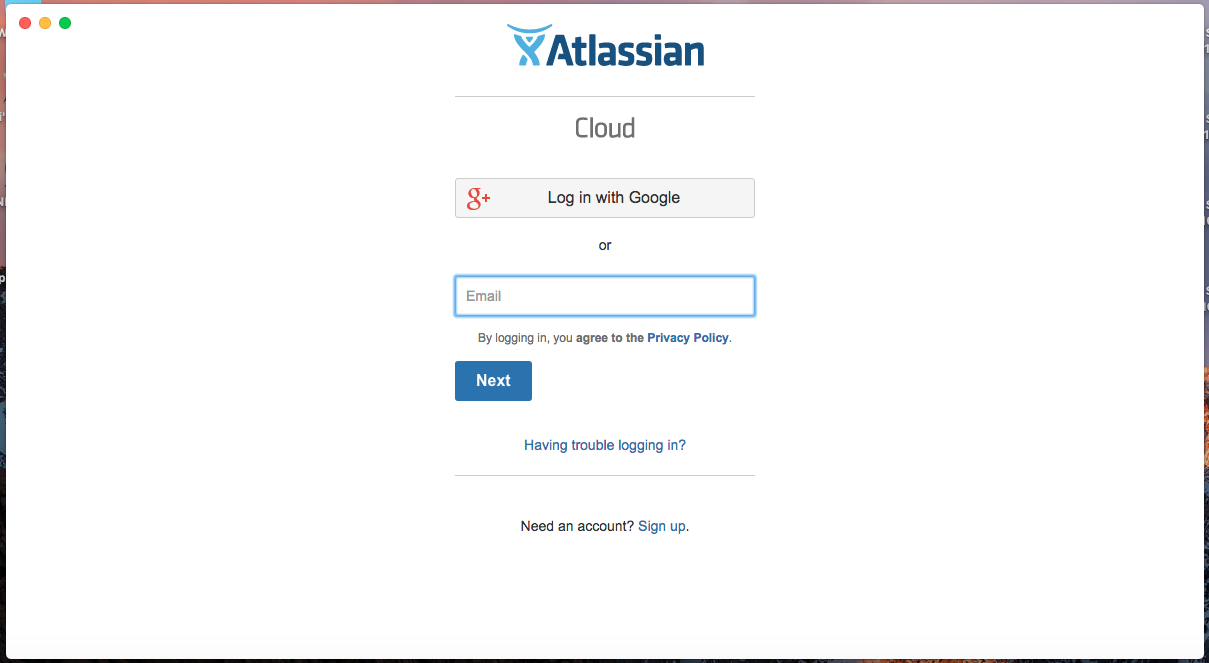 Atlassian
Cloud
g+ Log in with Google
or
Email
By logging in, you agree to the Privacy Policy.
Next
Having trouble logging in?
Need an account? Sign up.